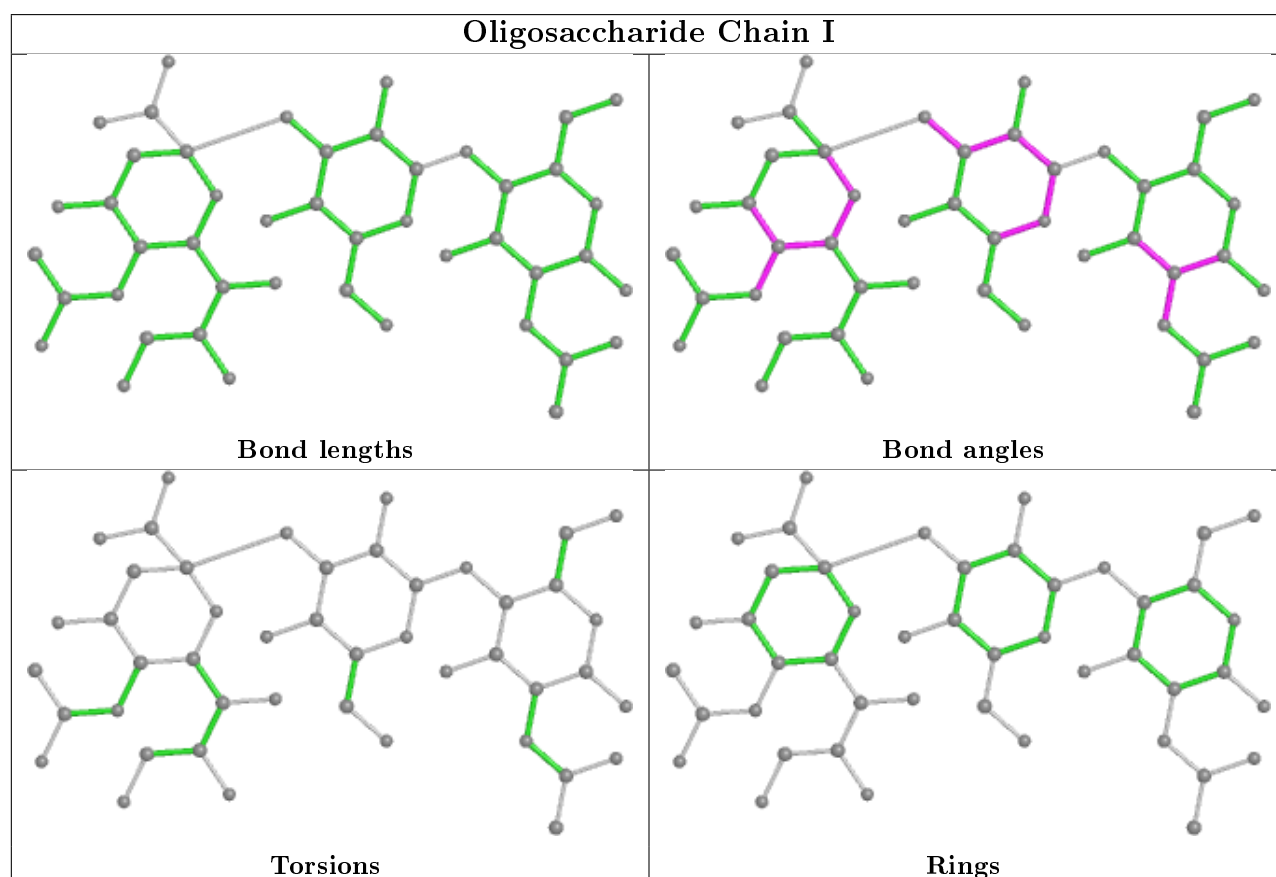 Oligosaccharide Chain I
Bond lengths
Bond angles
Torsions
Rings